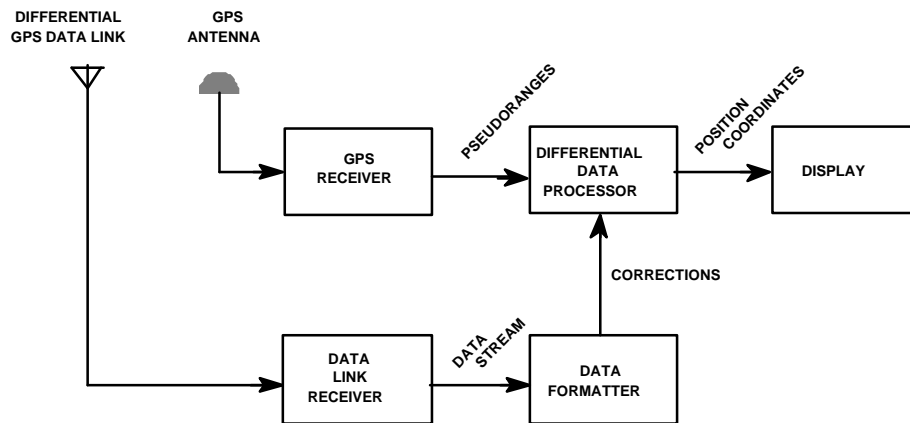 DIFFERENTIAL
GPS DATA LINK
GPS
ANTENNA
GPS
RECEIVER
PSEUDORANGES
DIFFERENTIAL
DATA
PROCESSOR
POSITION
COORDINATES
DISPLAY
CORRECTIONS
DATA
LINK
RECEIVER
DATA
STREAM
DATA
FORMATTER